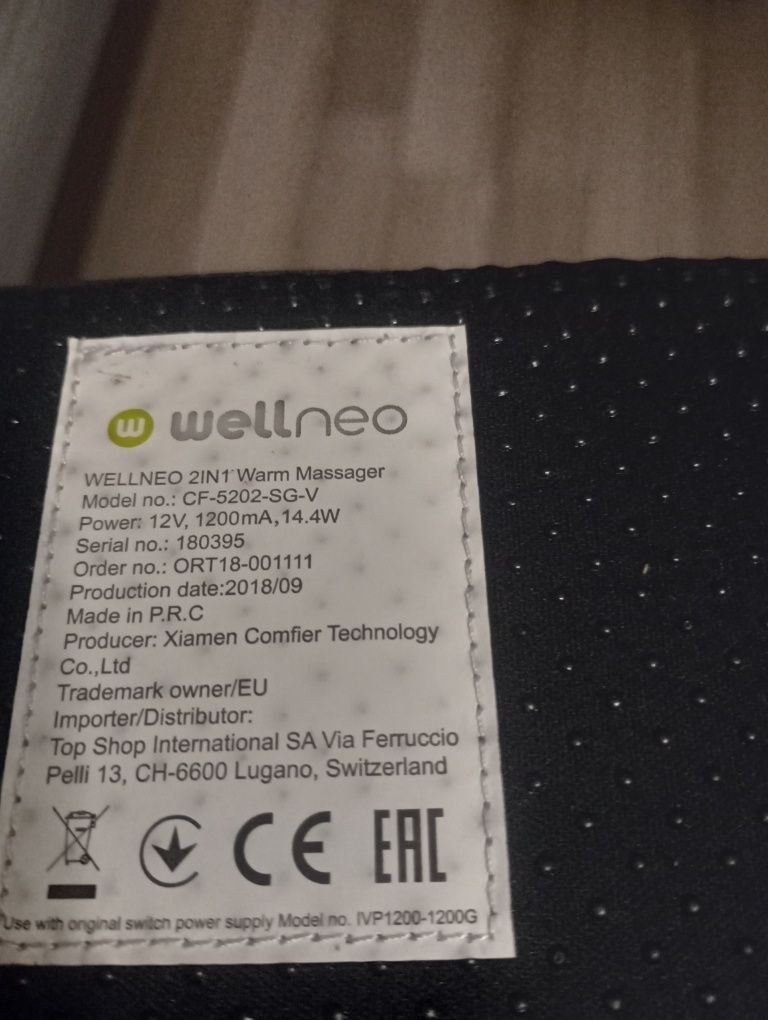 w wellneo
WELLNEO 2IN1 Warm Massager
Model no.: CF-5202-SG-V
Power: 12V, 1200mA,14.4W
Serial no.: 180395
Order no.: ORT18-001111
Production date:2018/09
Made in P.R.C
Producer: Xiamen Comfier Technology
Co.,Ltd
Trademark owner/EU
Importer/Distributor:
Top Shop International SA Via Ferruccio
Pelli 13, CH-6600 Lugano, Switzerland
CE EAC
Use with original switch power supply Model no. IVP1200-1200G